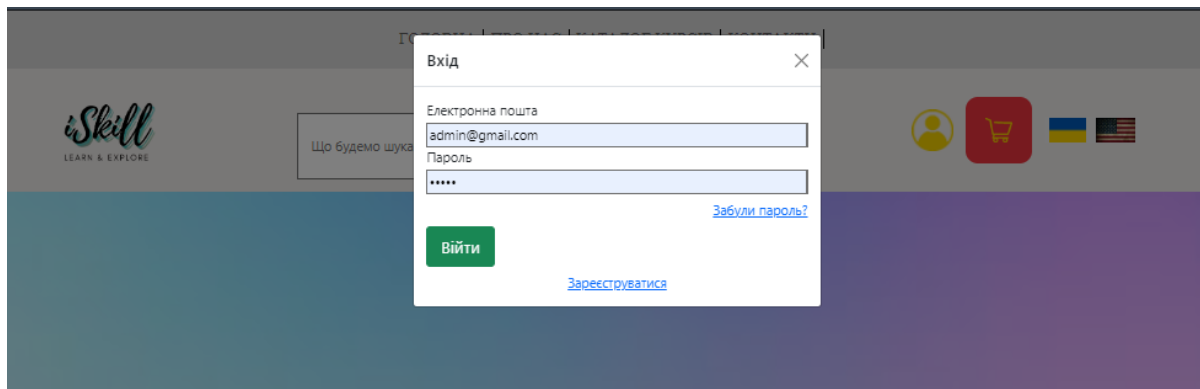 Вхід
iSkill
LEARN & EXPLORE
Що будемо шука
Електронна пошта
admin@gmail.com
Пароль
•••••
Забули пароль?
Війти
Зареєструватися